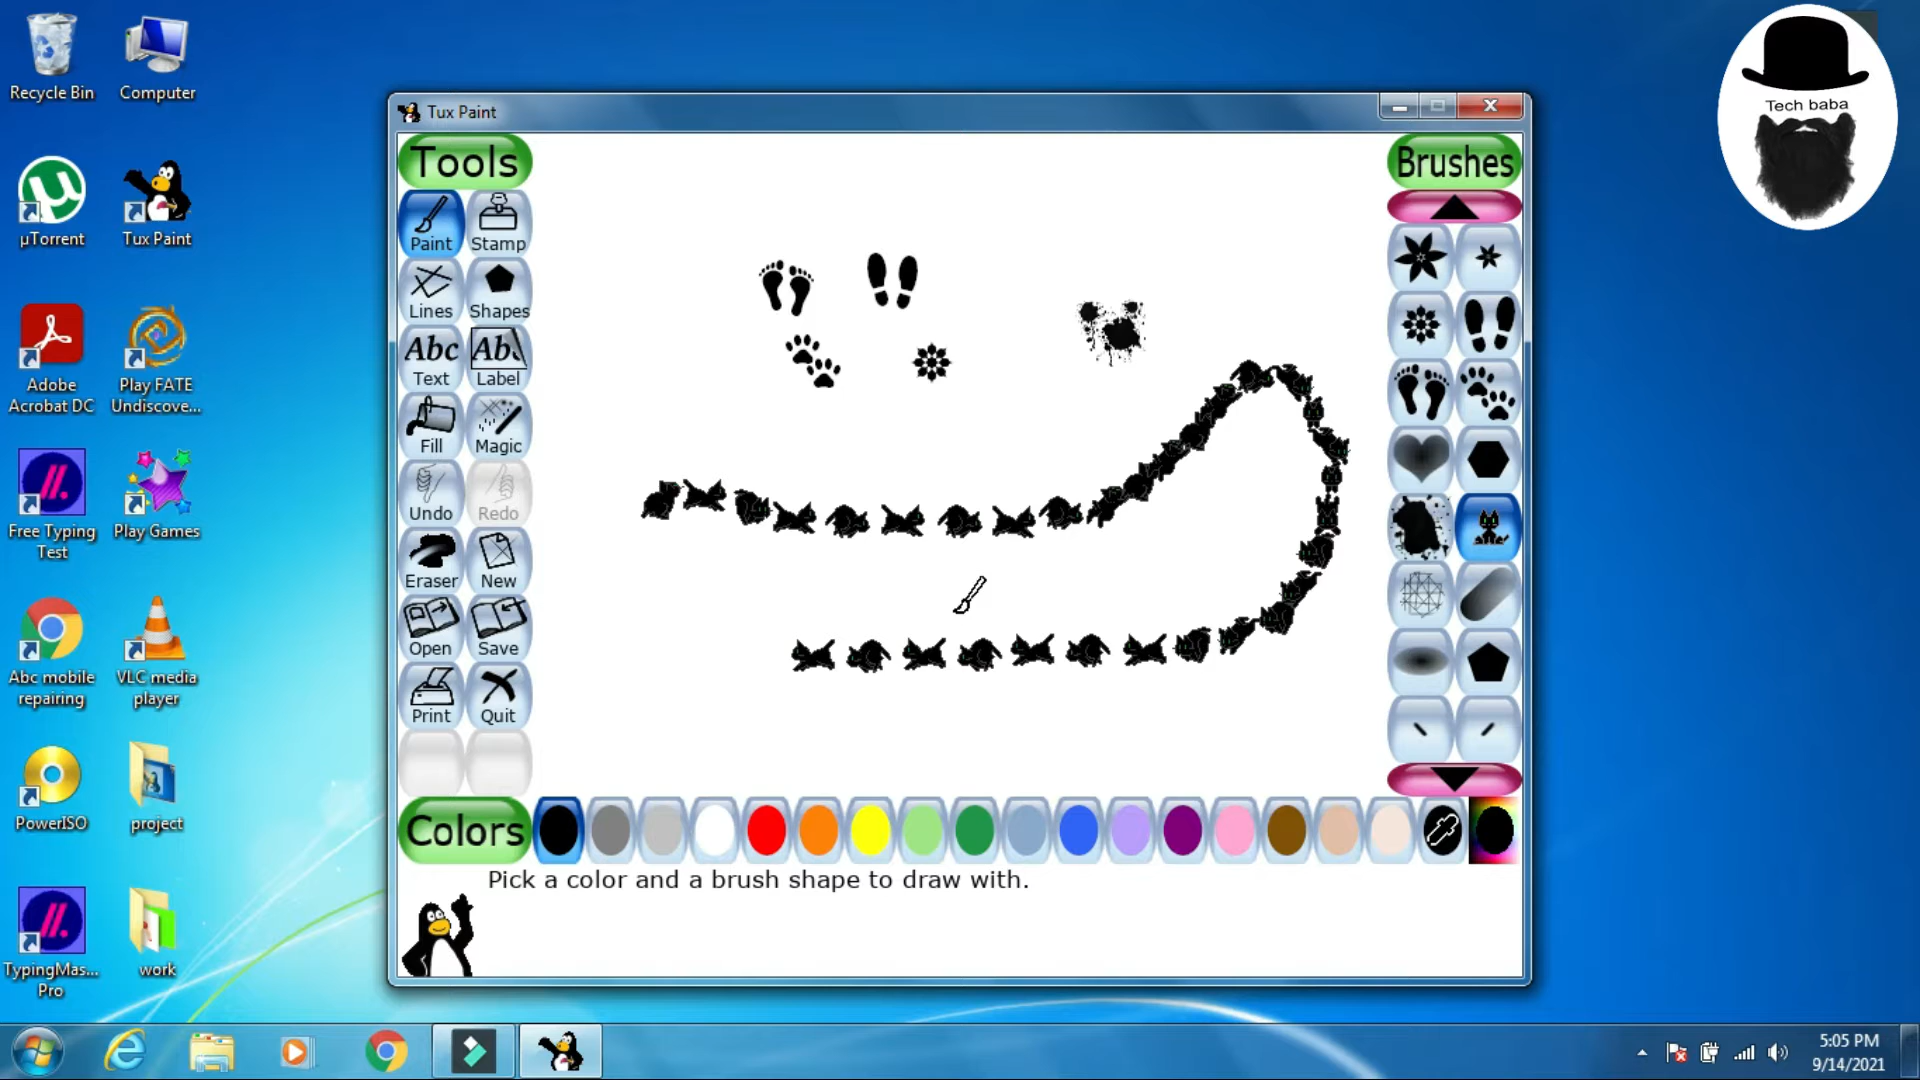 Recycle Bin
Computer
µTorrent
Tux Paint
Adobe
Acrobat DC
Play FATE
Undiscove...
Free Typing
Test
Play Games
Abc mobile
repairing
VLC media
player
PowerISO
project
TypingMas...
Pro
work
Tux Paint
Tools
Paint
Stamp
Lines
Shapes
Abc
Text
Abc
Label
Fill
Magic
Undo
Redo
Eraser
New
Open
Save
Print
Quit
Brushes
Colors
Pick a color and a brush shape to draw with.
Tech baba
5:05 PM
9/14/2021